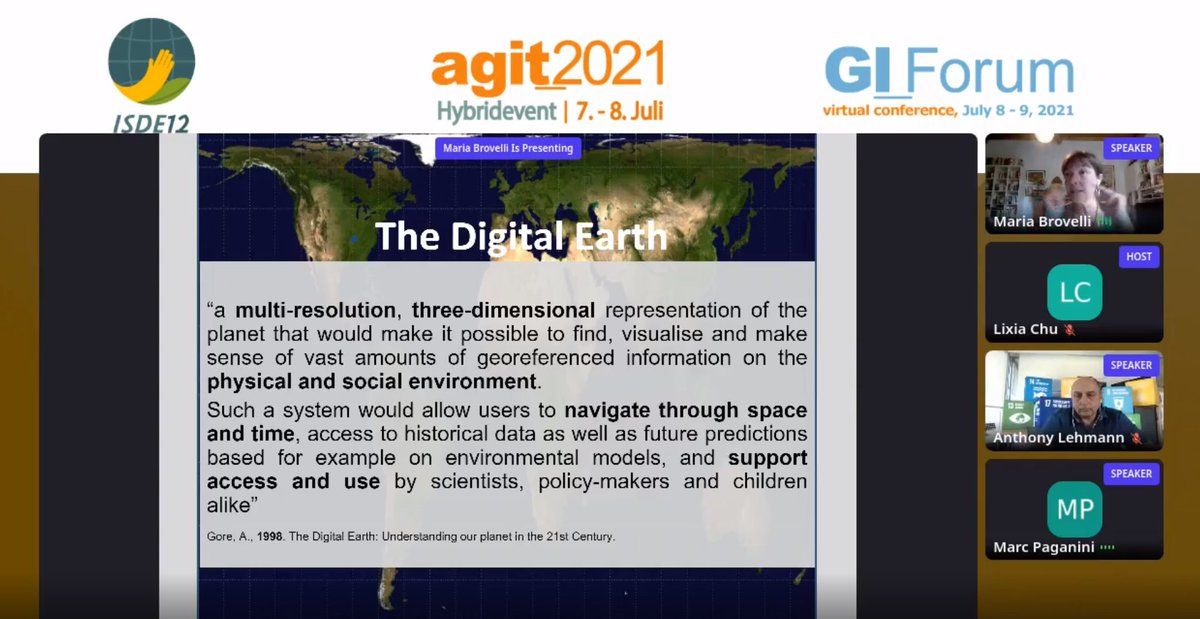 ISDE12
agit_2021
Hybridevent | 7. - 8. Juli
GI_Forum
virtual conference, July 8 - 9, 2021
Maria Brovelli Is Presenting
The Digital Earth
“a multi-resolution, three-dimensional representation of the
planet that would make it possible to find, visualise and make
sense of vast amounts of georeferenced information on the
physical and social environment.
Such a system would allow users to navigate through space
and time, access to historical data as well as future predictions
based for example on environmental models, and support
access and use by scientists, policy-makers and children
alike”
Gore, A., 1998. The Digital Earth: Understanding our planet in the 21st Century.
SPEAKER
Maria Brovelli
HOST
LC
Lixia Chu
SPEAKER
17
Anthony Lehmann
SPEAKER
MP
Marc Paganini